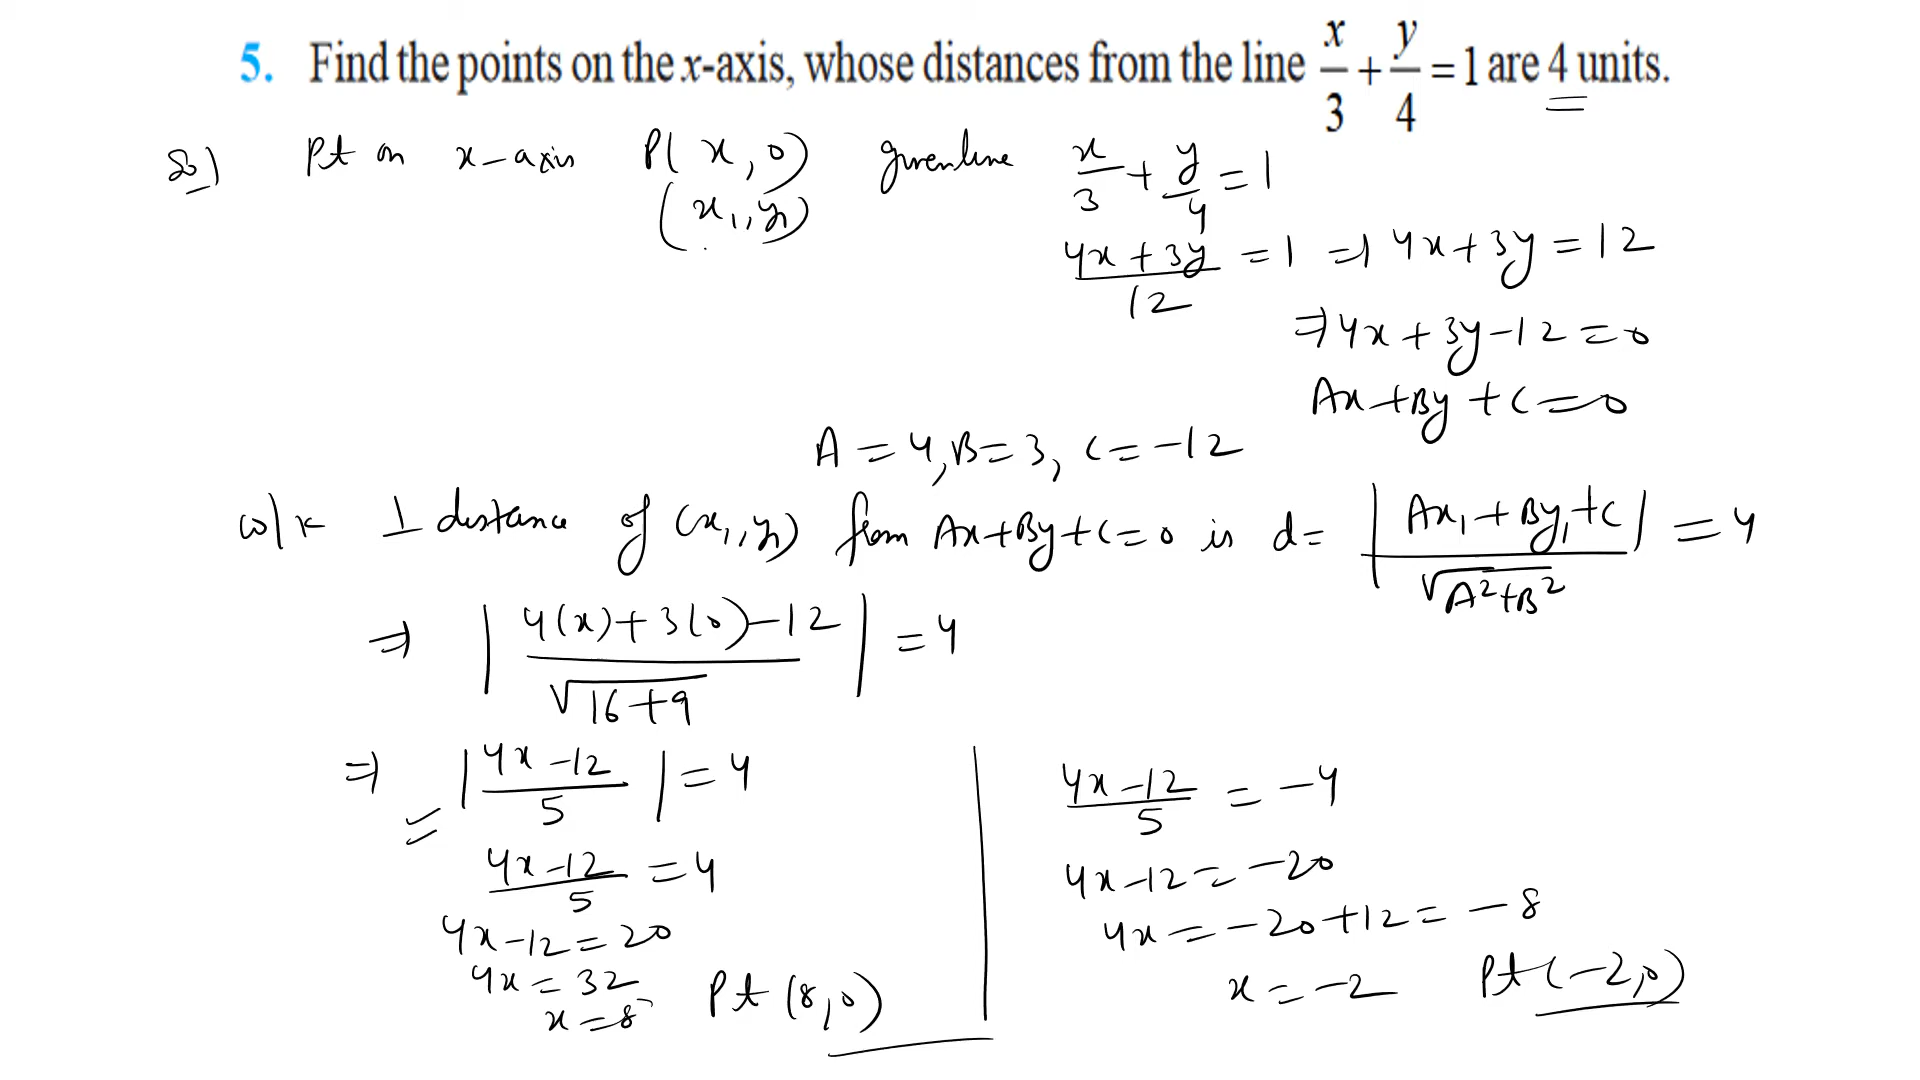 5. Find the points on the x-axis, whose distances from the line x/3 + y/4 = 1 are 4 units.
So) Pt on x-axis P(x, 0) given line x/3 + y/4 = 1
(x₁, y₁)
(4x + 3y)/12 = 1 ⇒ 4x + 3y = 12
⇒ 4x + 3y - 12 = 0
Ax + By + C = 0
A = 4, B = 3, C = -12
w/k ⊥ distance of (x₁, y₁) from Ax + By + C = 0 is d = |(Ax₁ + By₁ + C)/√(A² + B²)| = 4
⇒ |(4(x) + 3(0) - 12)/√(16 + 9)| = 4
⇒ |(4x - 12)/5| = 4
(4x - 12)/5 = 4
4x - 12 = 20
4x = 32
x = 8 Pt (8, 0)
(4x - 12)/5 = -4
4x - 12 = -20
4x = -20 + 12 = -8
x = -2 Pt (-2, 0)